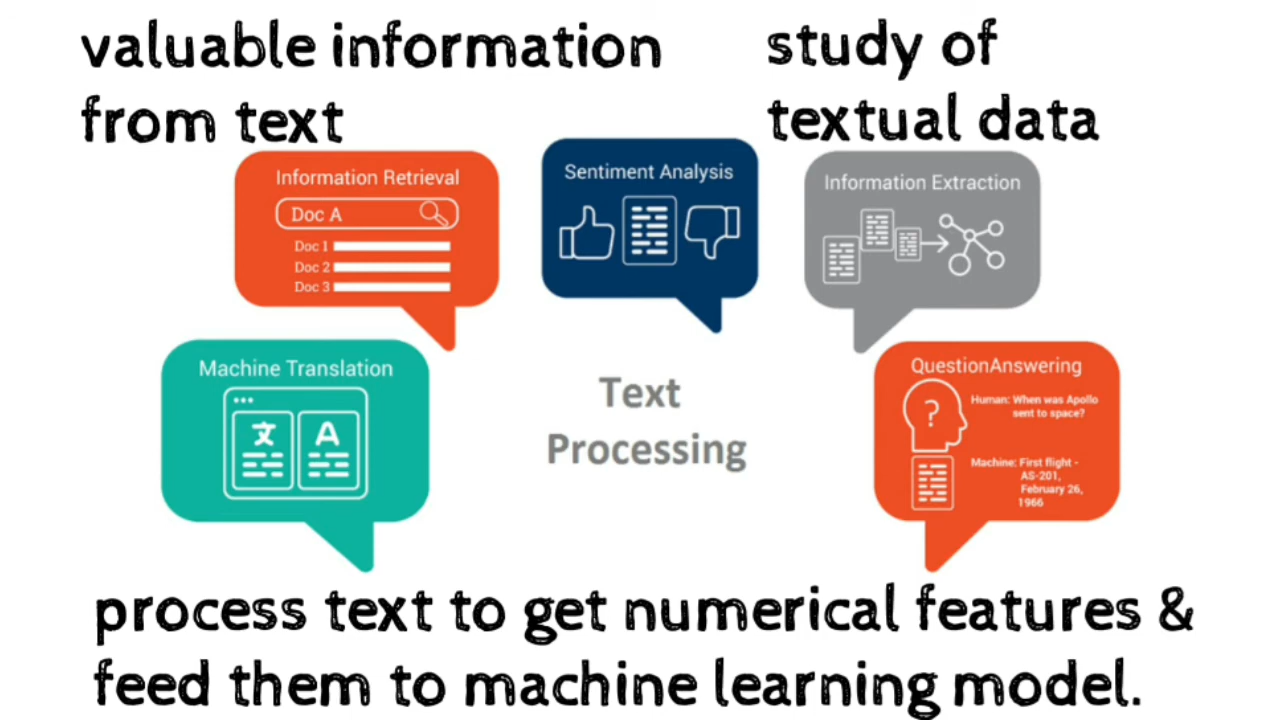 valuable information
from text
study of
textual data
Information Retrieval
Doc A
Doc 1
Doc 2
Doc 3
Sentiment Analysis
Information Extraction
Machine Translation
文 A
Text
Processing
QuestionAnswering
?
Human: When was Apollo
sent to space?
Machine: First flight -
AS-201,
February 26,
1966
process text to get numerical features &
feed them to machine learning model.